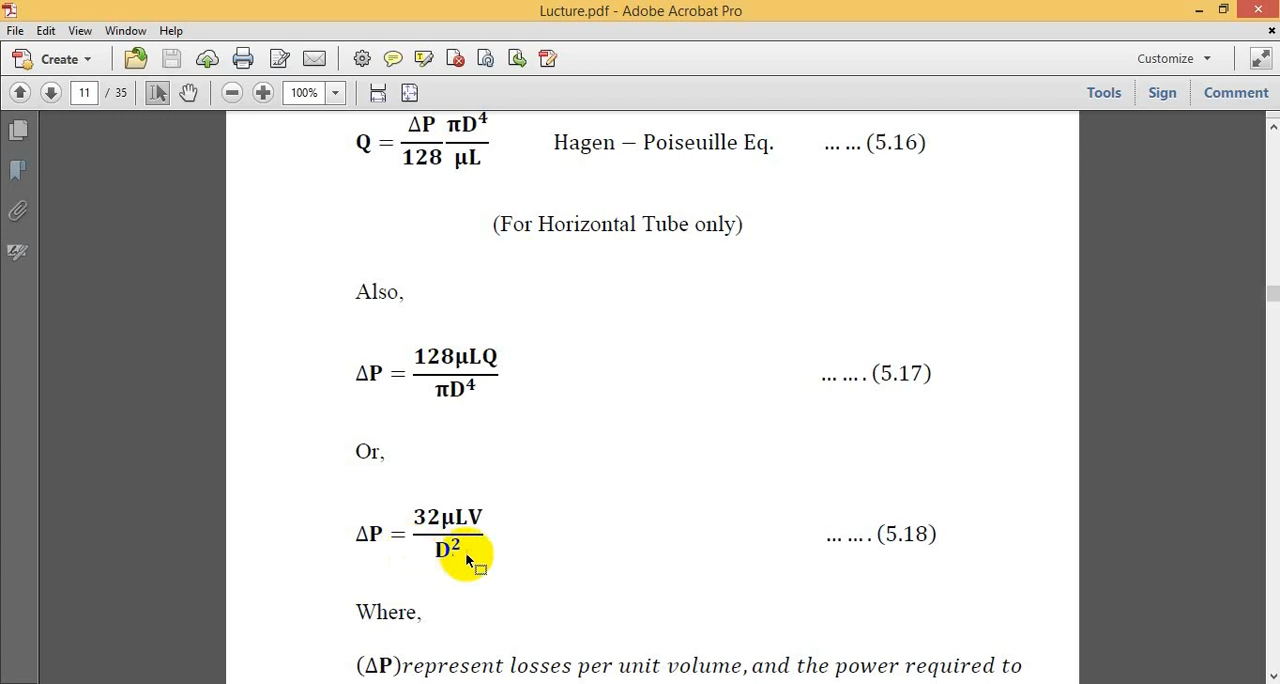 Lucture.pdf - Adobe Acrobat Pro
File Edit View Window Help
Create Customize
11 / 35 100% Tools Sign Comment
Q = ΔP/128 πD⁴/μL Hagen – Poiseuille Eq. … … (5.16)
(For Horizontal Tube only)
Also,
ΔP = 128μLQ/πD⁴ … … . (5.17)
Or,
ΔP = 32μLV/D² … … . (5.18)
Where,
(ΔP)represent losses per unit volume, and the power required to